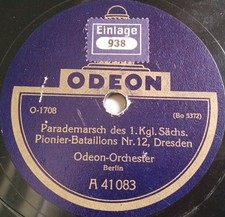 Einlage
938
ODEON
O-1708
(Bo 5372)
Parademarsch des 1. Kgl. Sächs.
Pionier-Bataillons Nr. 12, Dresden
Odeon-Orchester
Berlin
A 41083